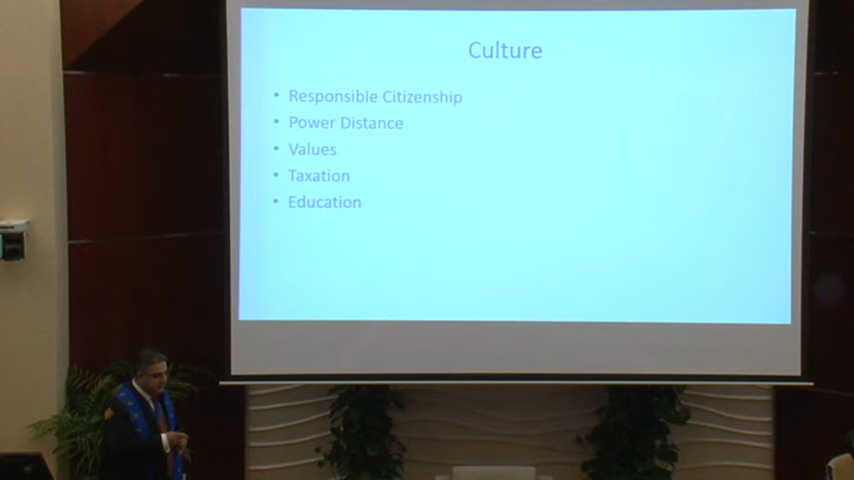 Culture
• Responsible Citizenship
• Power Distance
• Values
• Taxation
• Education